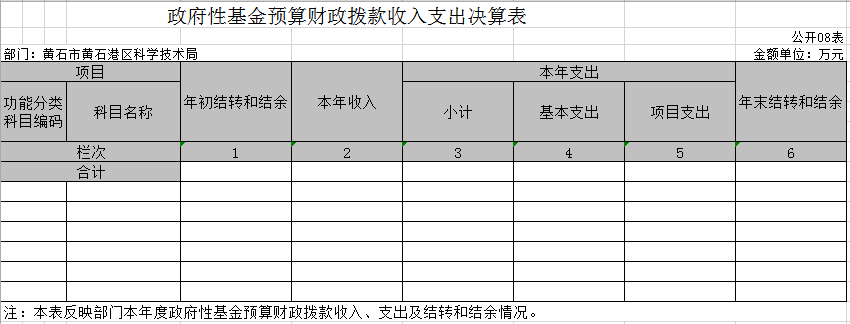 政府性基金预算财政拨款收入支出决算表
公开08表
部门：黄石市黄石港区科学技术局 金额单位：万元
项目 年初结转和结余 本年收入 本年支出 年末结转和结余
功能分类科目编码 科目名称 小计 基本支出 项目支出
栏次 1 2 3 4 5 6
合计
注：本表反映部门本年度政府性基金预算财政拨款收入、支出及结转和结余情况。